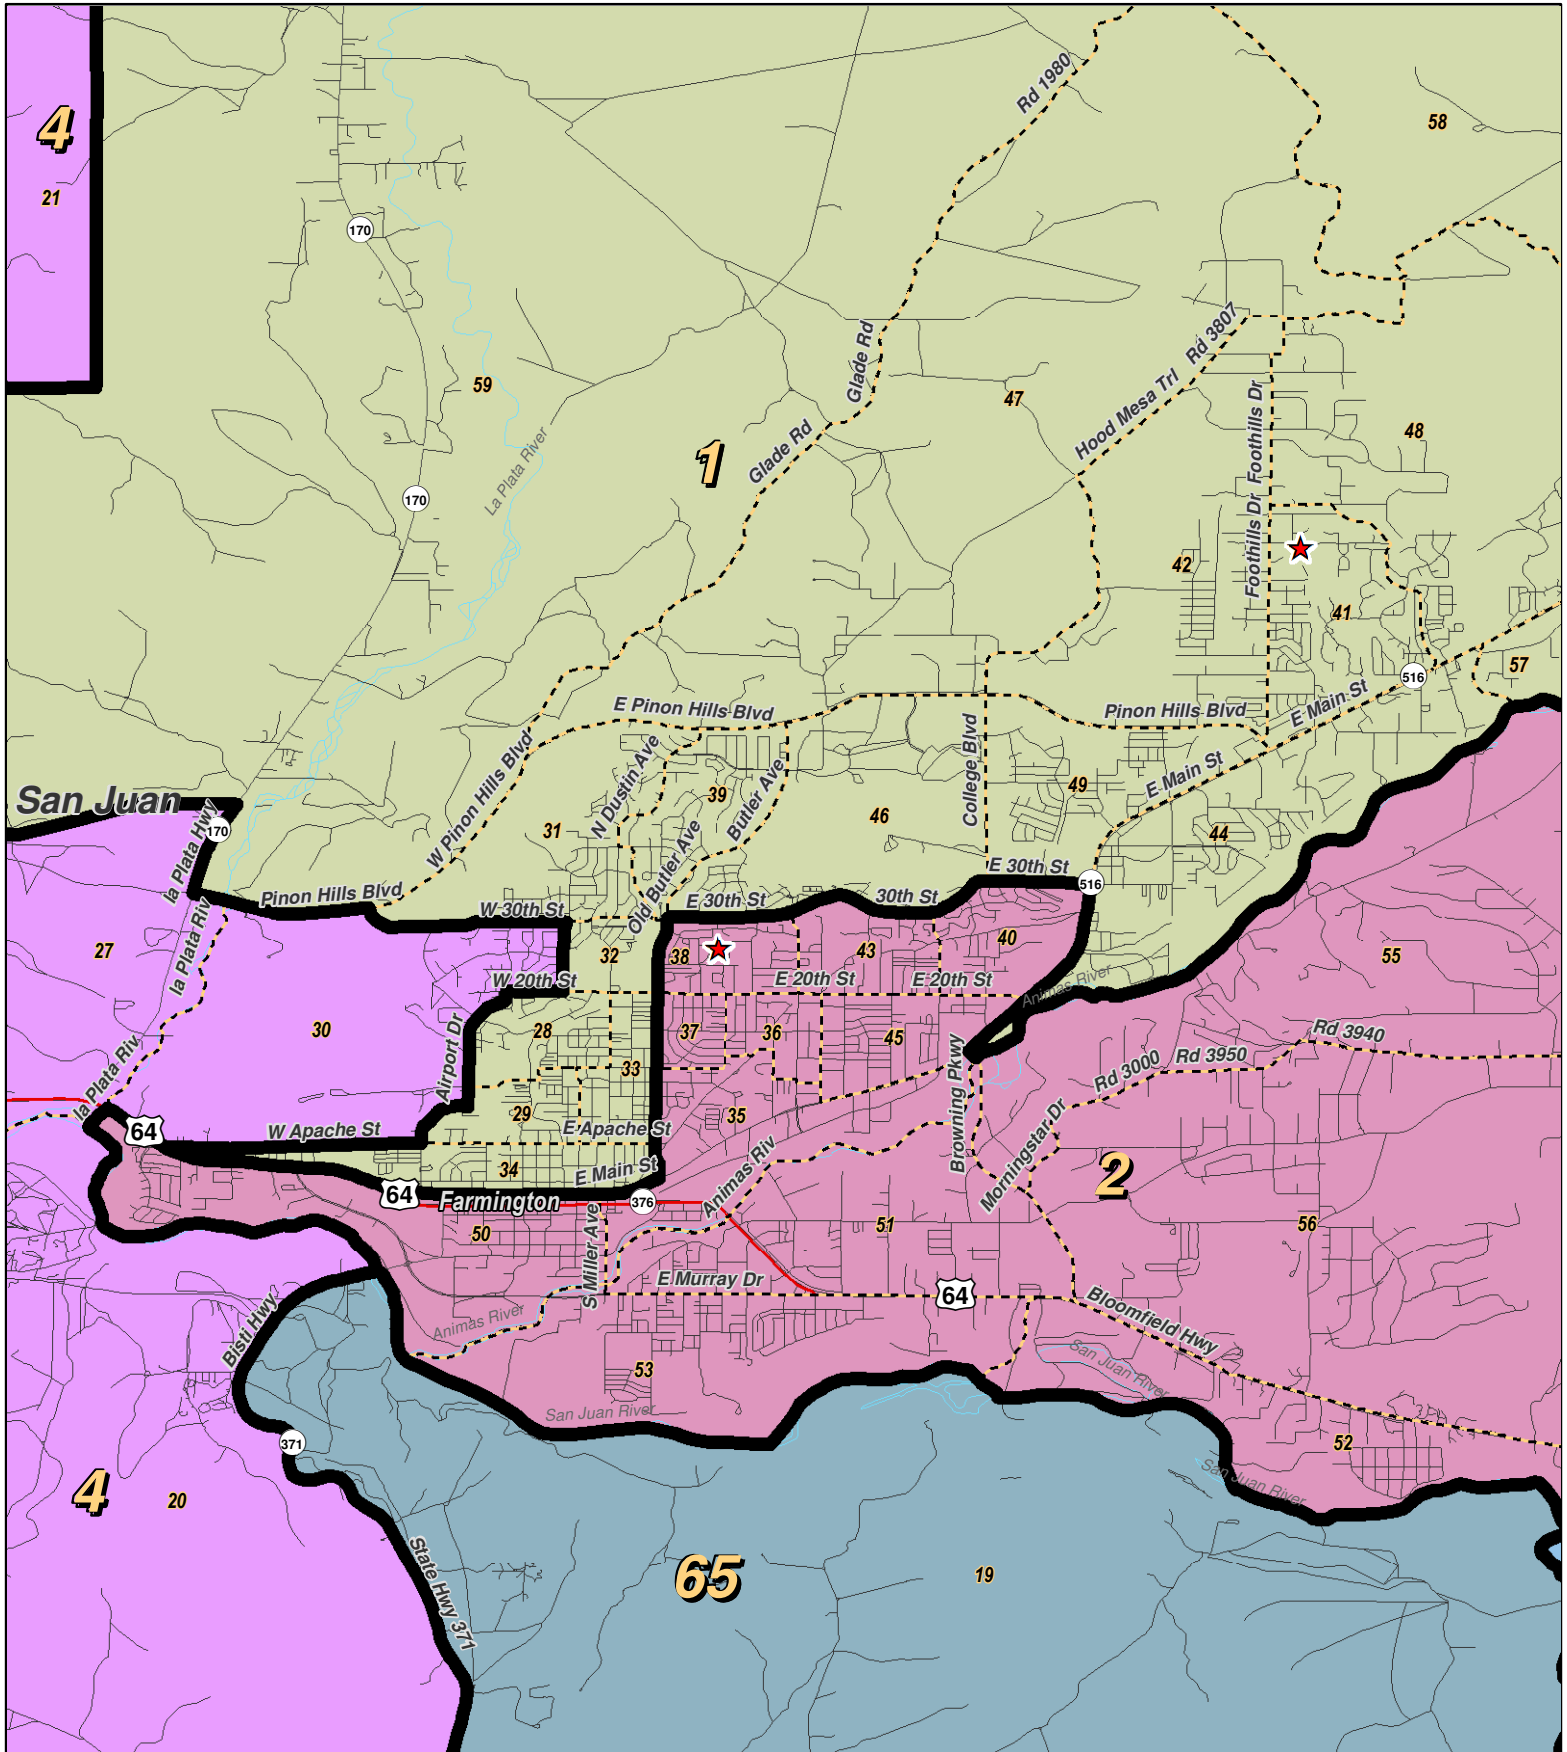 Rd 1980
4
58
21
170
Rd 3807
Glade Rd
59
47
Hood Mesa Trl
Foothills Dr
48
1
Glade Rd
La Plata River
170
Foothills Dr
42
41
57
516
E Pinon Hills Blvd
Pinon Hills Blvd
E Main St
W Pinon Hills Blvd
N Dustin Ave
College Blvd
E Main St
49
39
Butler Ave
San Juan
la Plata Hwy
170
31
46
44
Old Butler Ave
E 30th St
516
Pinon Hills Blvd
W 30th St
E 30th St
30th St
la Plata Riv
27
32
38
43
40
55
W 20th St
E 20th St
E 20th St
Animas River
30
28
37
36
45
Airport Dr
33
Browning Pkwy
Rd 3940
Rd 3950
Rd 3000
la Plata Riv
29
35
Morningstar Dr
64
W Apache St
E Apache St
34
E Main St
2
64
Farmington
376
Animas Riv
50
S Miller Ave
51
56
E Murray Dr
64
Bloomfield Hwy
Bisti Hwy
Animas River
San Juan River
53
San Juan River
371
52
San Juan River
4
20
State Hwy 371
65
19